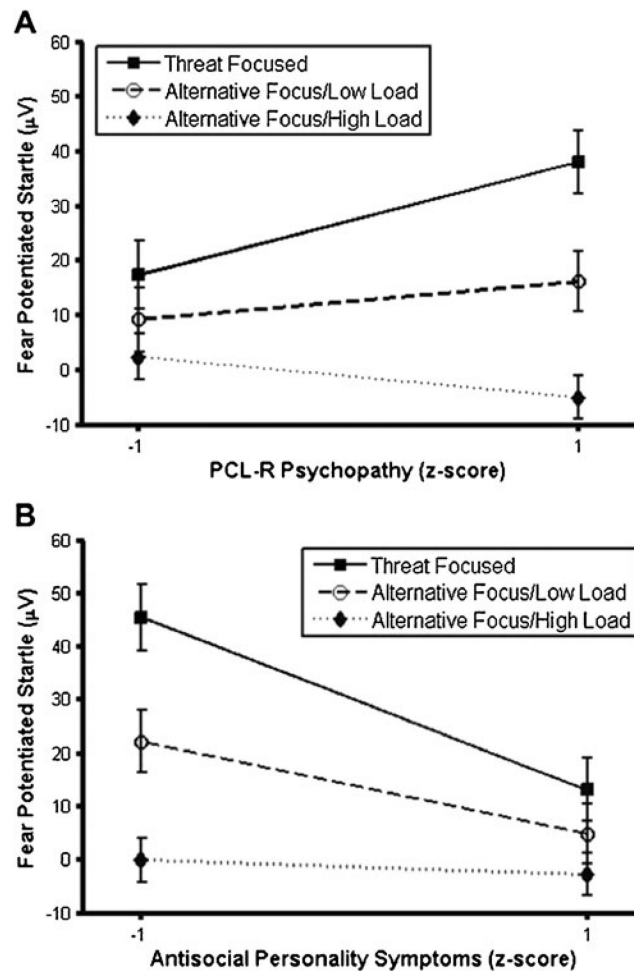 A
Fear Potentiated Startle (µV)
60
50
40
30
20
10
0
-10
Threat Focused
Alternative Focus/Low Load
Alternative Focus/High Load
-1
1
PCL-R Psychopathy (z-score)
B
Fear Potentiated Startle (µV)
60
50
40
30
20
10
0
-10
Threat Focused
Alternative Focus/Low Load
Alternative Focus/High Load
-1
1
Antisocial Personality Symptoms (z-score)